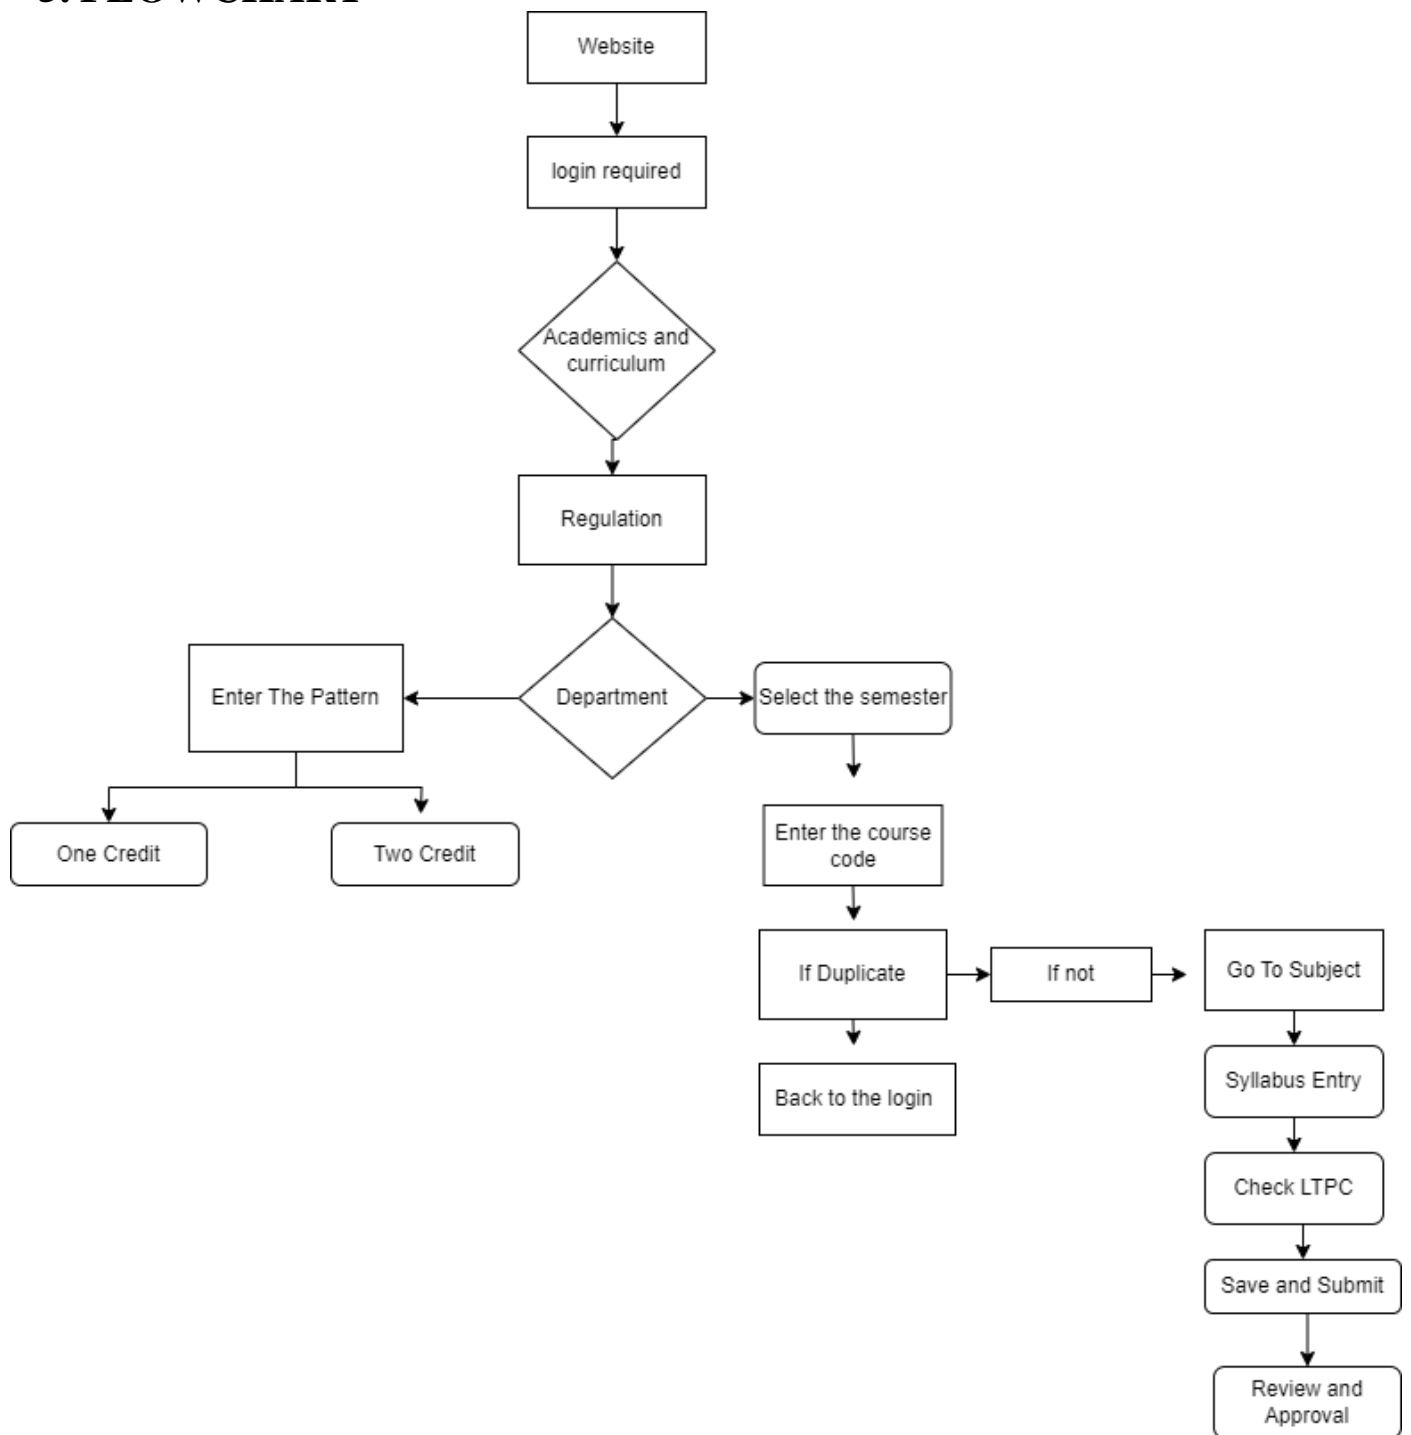 3. FLOWCHART
Website
login required
Academics and
curriculum
Regulation
Enter The Pattern
Department
Select the semester
One Credit
Two Credit
Enter the course
code
If Duplicate
If not
Go To Subject
Back to the login
Syllabus Entry
Check LTPC
Save and Submit
Review and
Approval